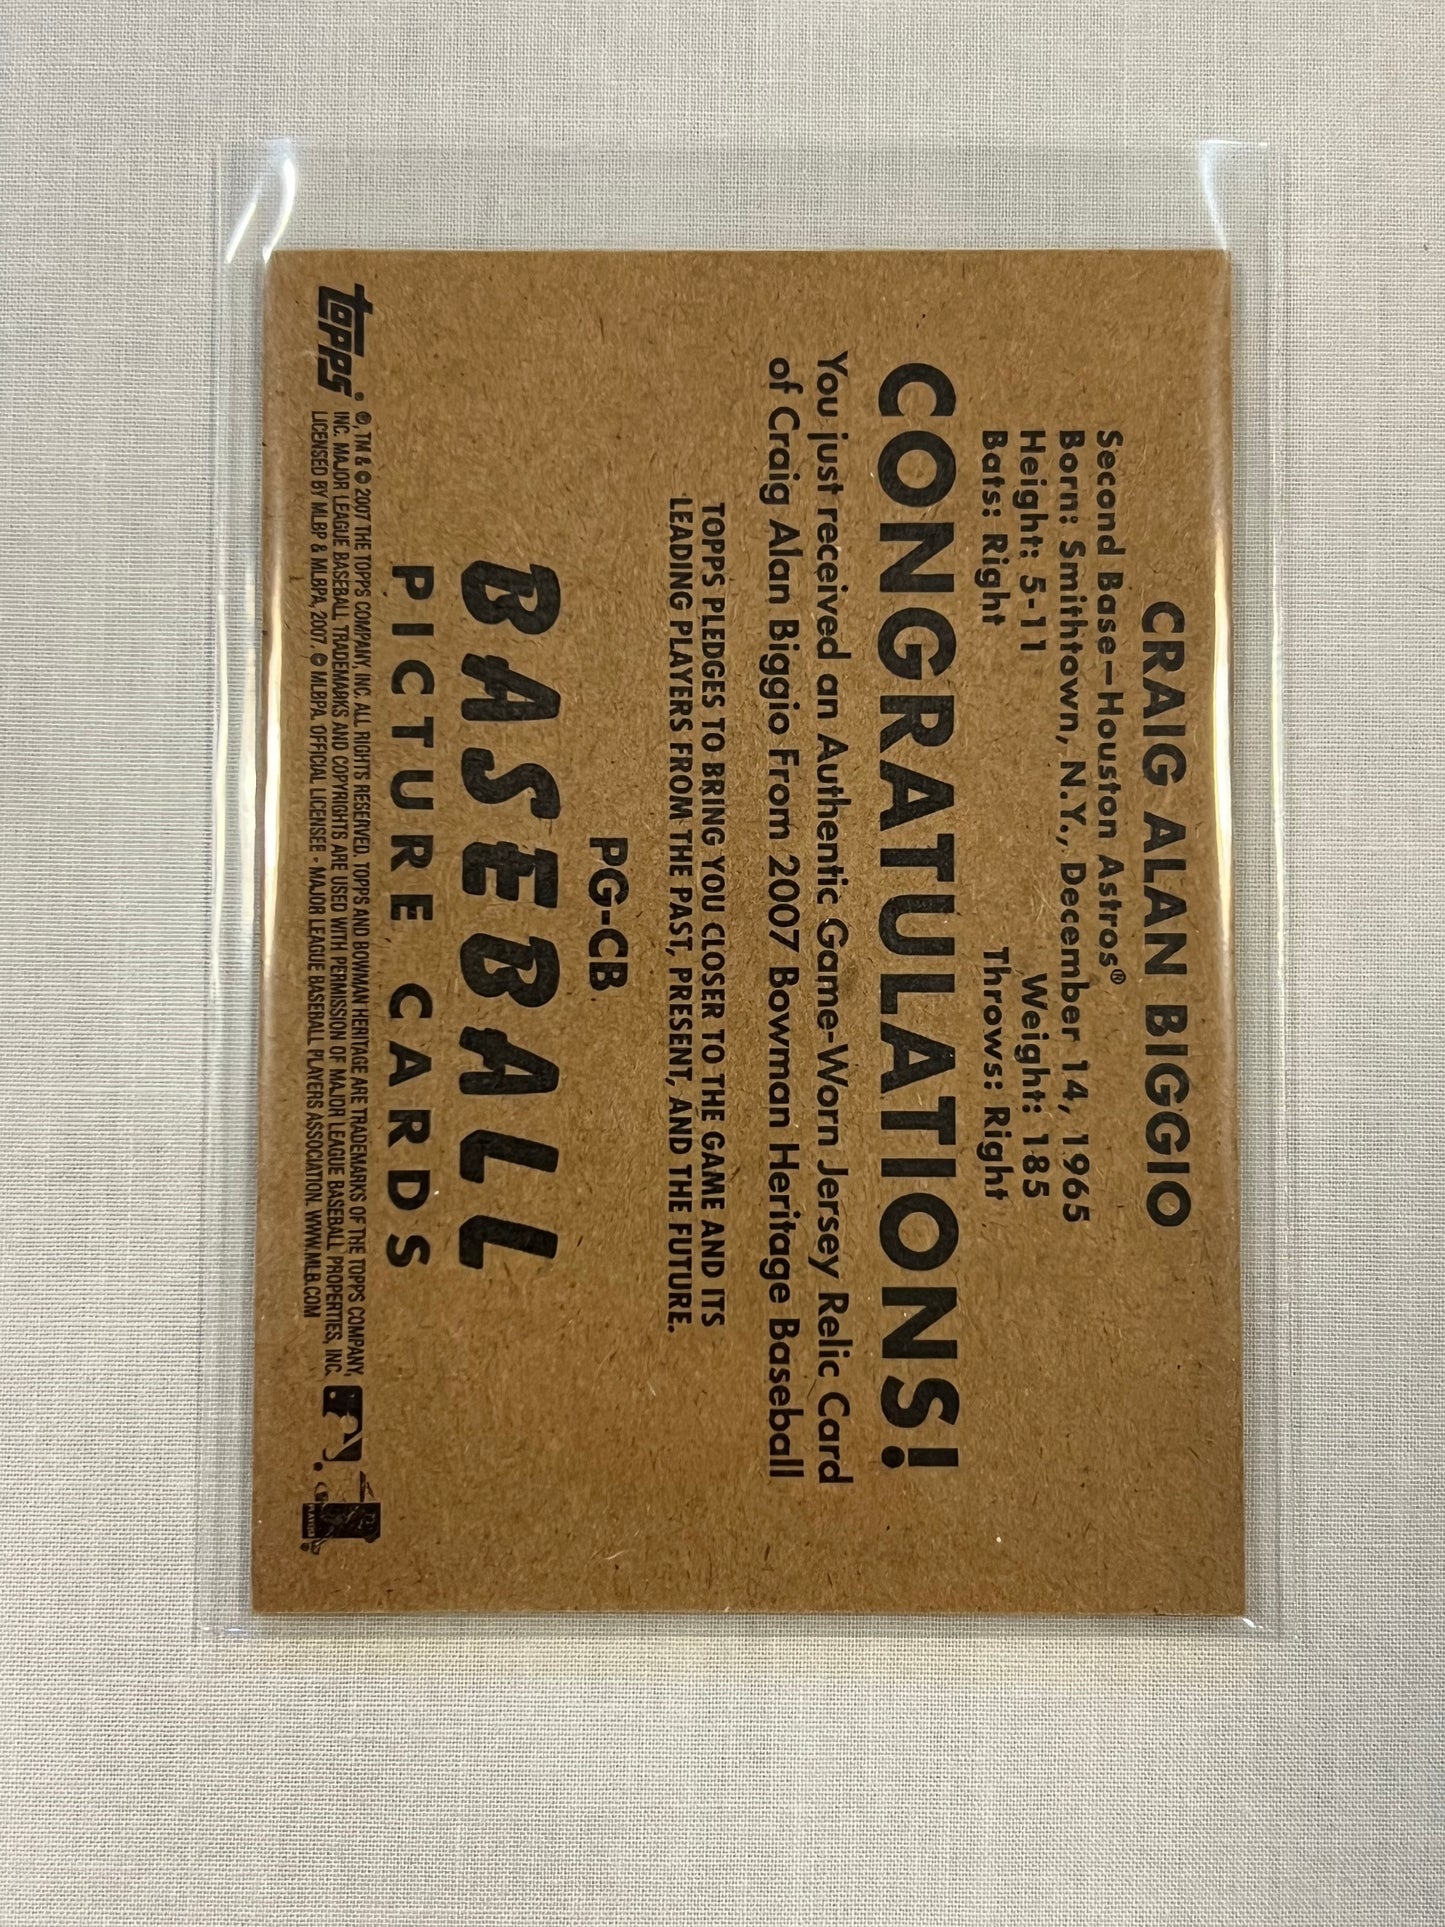 CRAIG ALAN BIGGIO
Second Base—Houston Astros®
Born: Smithtown, N.Y., December 14, 1965
Height: 5-11 Weight: 185
Bats: Right Throws: Right
CONGRATULATIONS!
You just received an Authentic Game-Worn Jersey Relic Card
of Craig Alan Biggio From 2007 Bowman Heritage Baseball
TOPPS PLEDGES TO BRING YOU CLOSER TO THE GAME AND ITS
LEADING PLAYERS FROM THE PAST, PRESENT, AND THE FUTURE.
PG-CB
BASEBALL
PICTURE CARDS
topps®
®, TM & © 2007 THE TOPPS COMPANY, INC. ALL RIGHTS RESERVED. TOPPS AND BOWMAN HERITAGE ARE TRADEMARKS OF THE TOPPS COMPANY,
INC. MAJOR LEAGUE BASEBALL TRADEMARKS AND COPYRIGHTS ARE USED WITH PERMISSION OF MAJOR LEAGUE BASEBALL PROPERTIES, INC.
LICENSED BY MLBP & MLBPA, 2007. © MLBPA. OFFICIAL LICENSEE - MAJOR LEAGUE BASEBALL PLAYERS ASSOCIATION. WWW.MLB.COM
PLAYERS